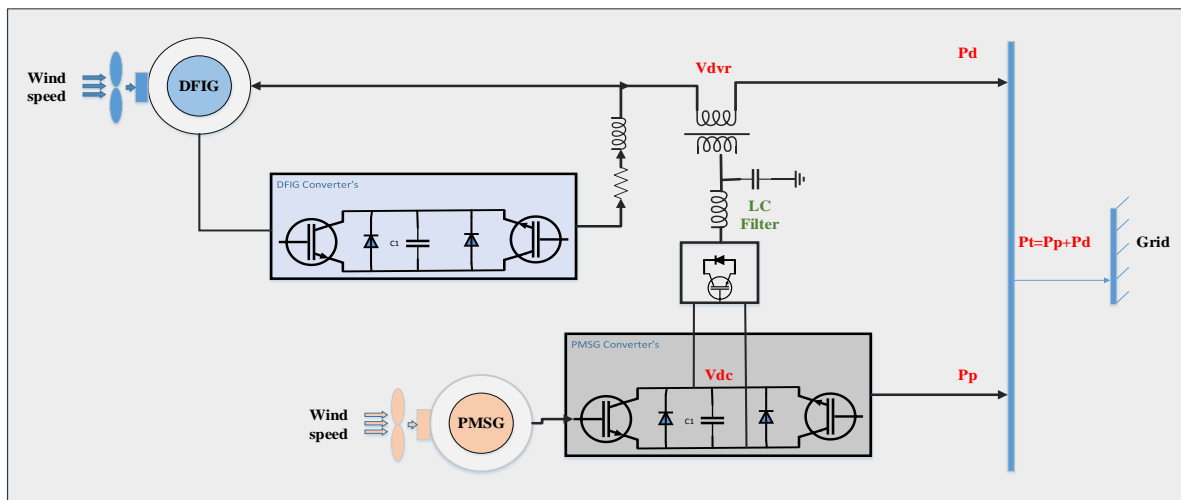 Wind
speed
DFIG
Vdvr
Pd
DFIG Converter's
C1
LC
Filter
Pt=Pp+Pd
Grid
PMSG Converter's
Vdc
Pp
C1
Wind
speed
PMSG